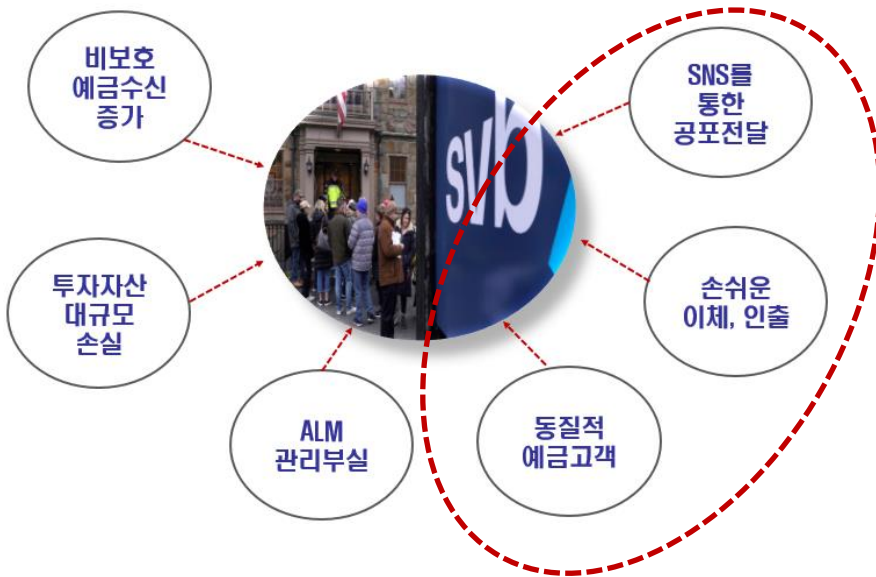 비보호
예금수신
증가
SNS를
통한
공포전달
svb
투자자산
대규모
손실
손쉬운
이체, 인출
ALM
관리부실
동질적
예금고객